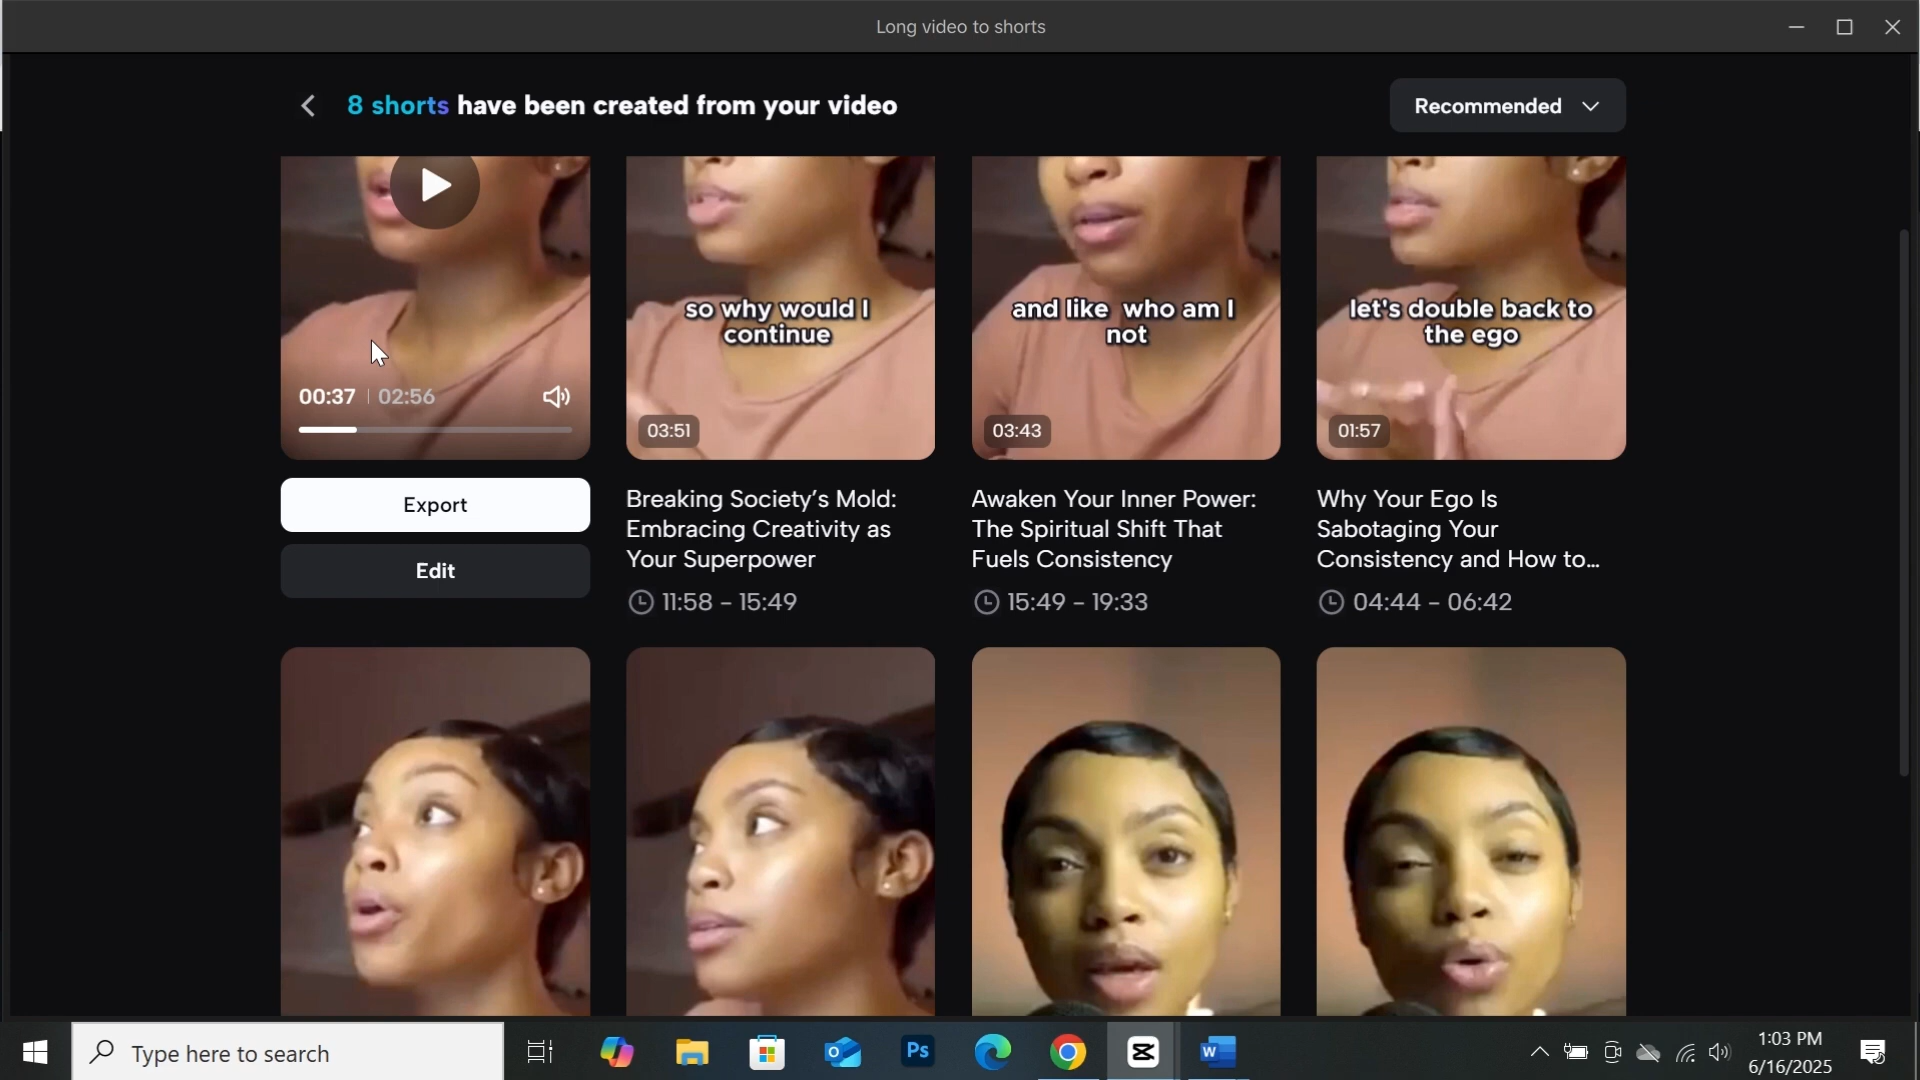 Long video to shorts
8 shorts have been created from your video
Recommended
so why would I
continue
and like who am I
not
let's double back to
the ego
00:37 | 02:56
03:51
03:43
01:57
Export
Edit
Breaking Society's Mold:
Embracing Creativity as
Your Superpower
11:58 - 15:49
Awaken Your Inner Power:
The Spiritual Shift That
Fuels Consistency
15:49 - 19:33
Why Your Ego Is
Sabotaging Your
Consistency and How to...
04:44 - 06:42
Type here to search
Ps
1:03 PM
6/16/2025